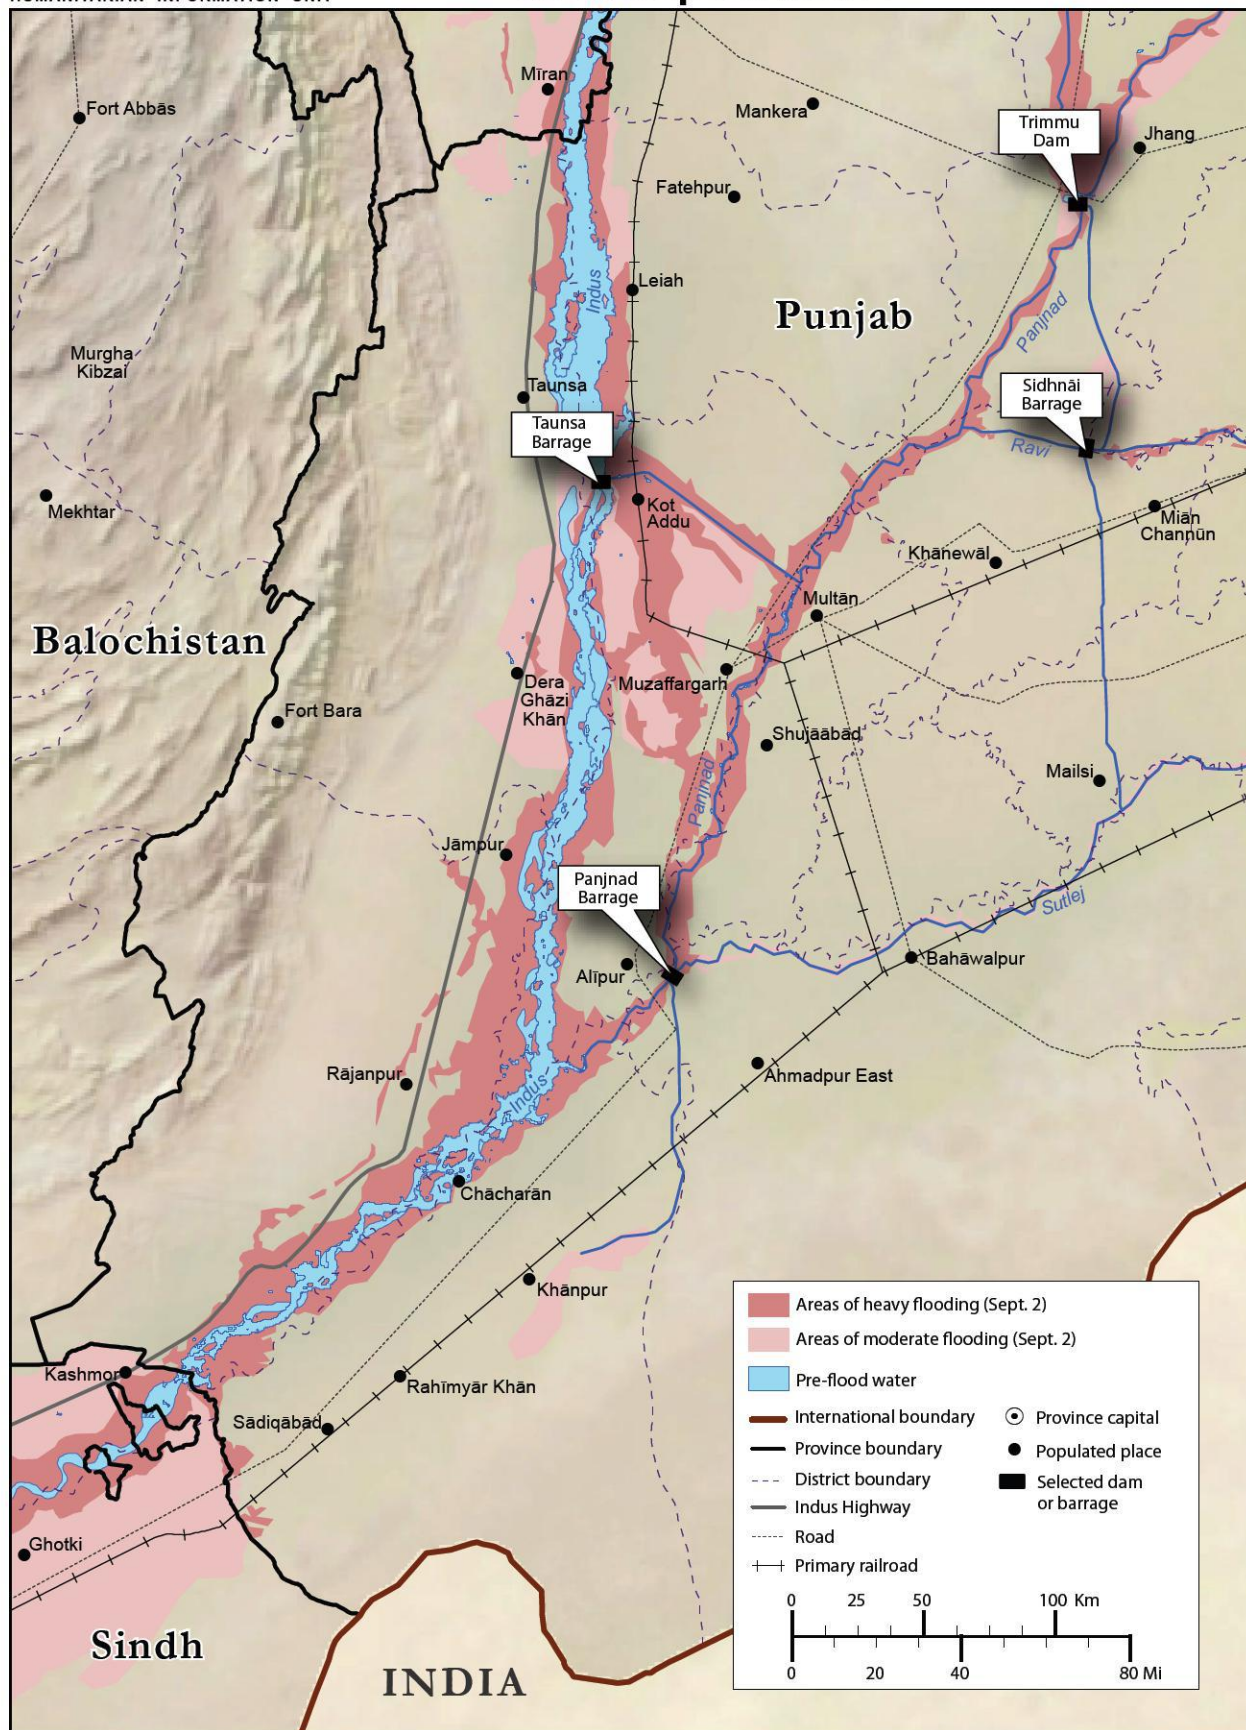 Mīran
Fort Abbās
Mankera
Trimmu
Dam
Jhang
Fatehpur
Indus
Leiah
Punjab
Panjnad
Murgha
Kibzai
Taunsa
Sidhnāi
Barrage
Taunsa
Barrage
Ravi
Mekhtar
Kot
Addu
Miān
Channūn
Khānewāl
Multān
Balochistan
Dera
Ghāzi
Khān
Muzaffargarh
Fort Bara
Shujāābād
Panjnad
Mailsi
Jāmpur
Panjnad
Barrage
Sutlej
Alīpur
Bahāwalpur
Rājanpur
Ahmadpur East
Indus
Chācharān
Khānpur
Kashmor
Rahīmyār Khān
Sādiqābād
Ghotki
Sindh
INDIA
Areas of heavy flooding (Sept. 2)
Areas of moderate flooding (Sept. 2)
Pre-flood water
International boundary
Province capital
Province boundary
Populated place
District boundary
Selected dam
or barrage
Indus Highway
Road
Primary railroad
0 25 50 100 Km
0 20 40 80 Mi